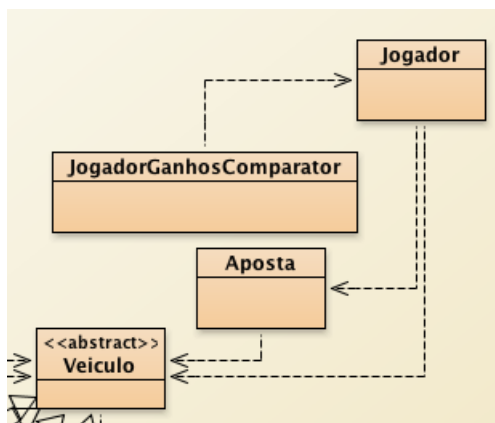 Jogador
JogadorGanhosComparator
Aposta
<<abstract>>
Veiculo